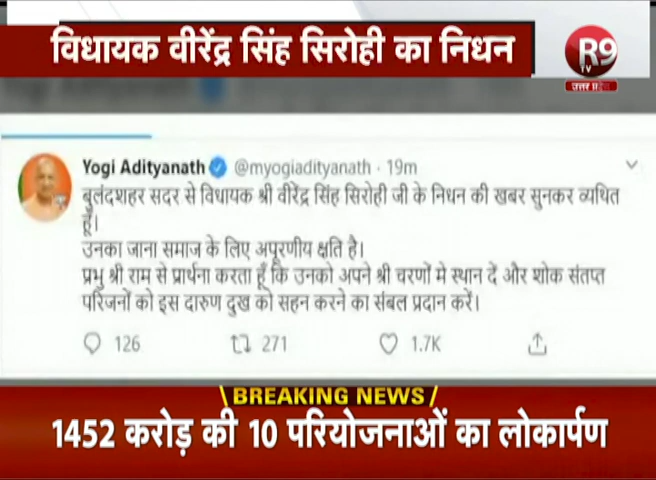 विधायक वीरेंद्र सिंह सिरोही का निधन
R9
TV
उत्तर प्रदेश
Yogi Adityanath @myogiadityanath · 19m
बुलंदशहर सदर से विधायक श्री वीरेंद्र सिंह सिरोही जी के निधन की खबर सुनकर व्यथित
हूँ।
उनका जाना समाज के लिए अपूरणीय क्षति है।
प्रभु श्री राम से प्रार्थना करता हूँ कि उनको अपने श्री चरणों मे स्थान दें और शोक संतप्त
परिजनों को इस दारुण दुख को सहन करने का संबल प्रदान करें।
126 271 1.7K
BREAKING NEWS
1452 करोड़ की 10 परियोजनाओं का लोकार्पण